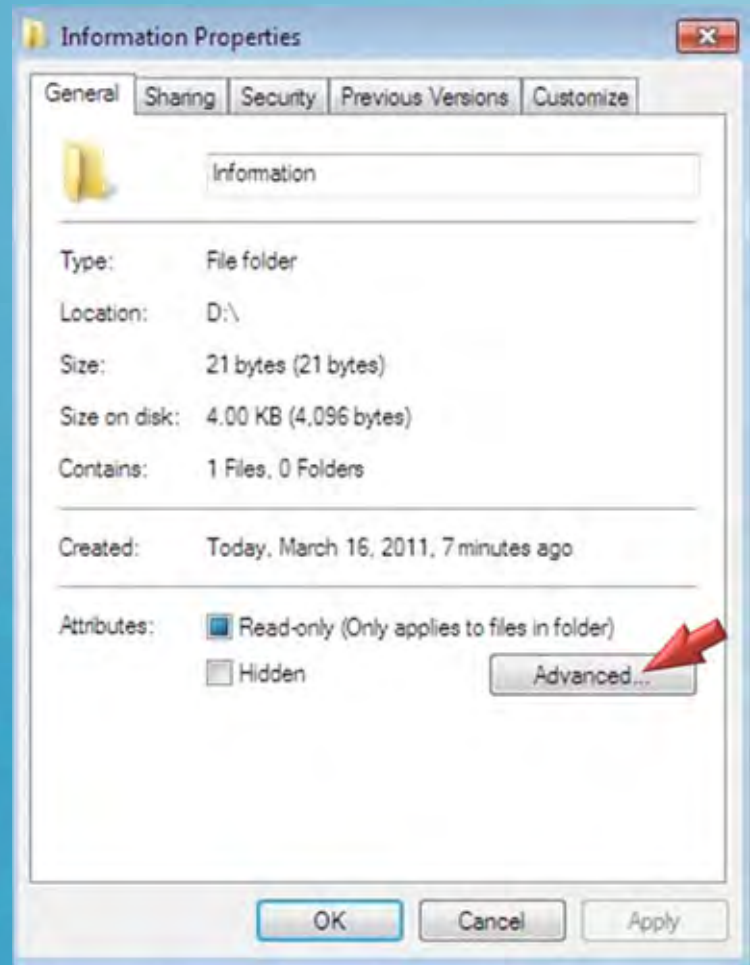 Information Properties
General Sharing Security Previous Versions Customize
Information
Type: File folder
Location: D:\
Size: 21 bytes (21 bytes)
Size on disk: 4.00 KB (4,096 bytes)
Contains: 1 Files, 0 Folders
Created: Today, March 16, 2011, 7 minutes ago
Attributes: Read-only (Only applies to files in folder)
Hidden Advanced...
OK Cancel Apply